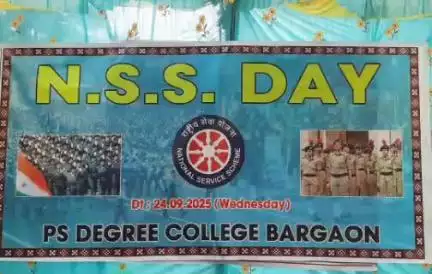 N.S.S. DAY
राष्ट्रीय सेवा योजना
NATIONAL SERVICE SCHEME
Dt : 24.09.2025 (Wednesday)
PS DEGREE COLLEGE BARGAON